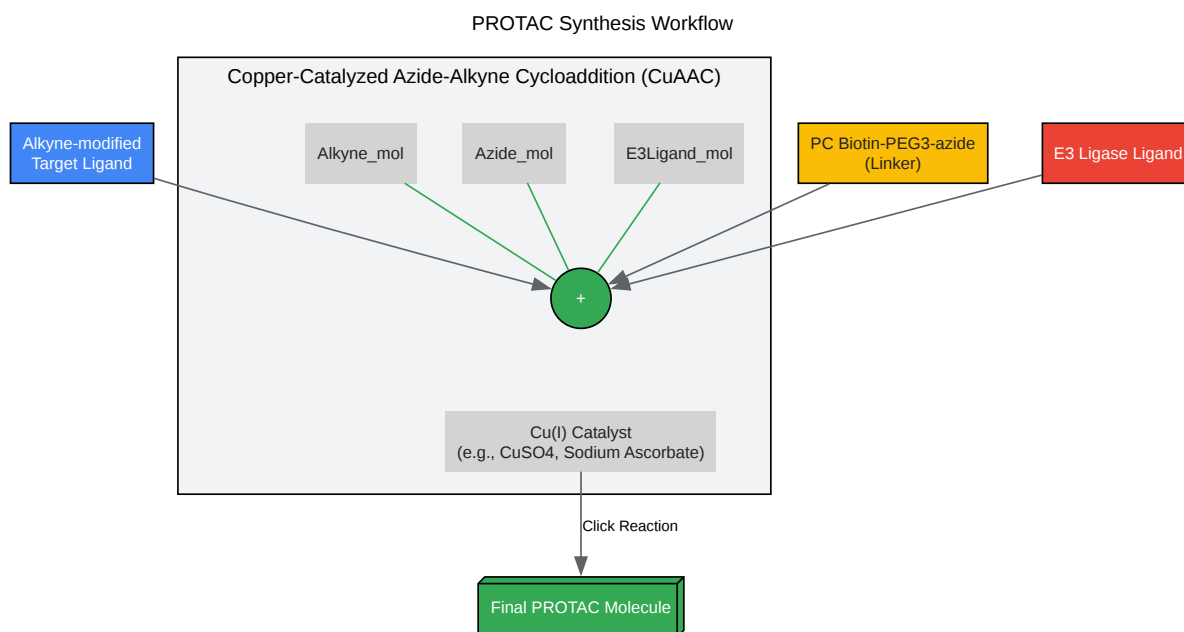 PROTAC Synthesis Workflow
Copper-Catalyzed Azide-Alkyne Cycloaddition (CuAAC)
Alkyne-modified
Target Ligand
Alkyne_mol
Azide_mol
E3Ligand_mol
PC Biotin-PEG3-azide
(Linker)
E3 Ligase Ligand
+
Cu(I) Catalyst
(e.g., CuSO4, Sodium Ascorbate)
Click Reaction
Final PROTAC Molecule